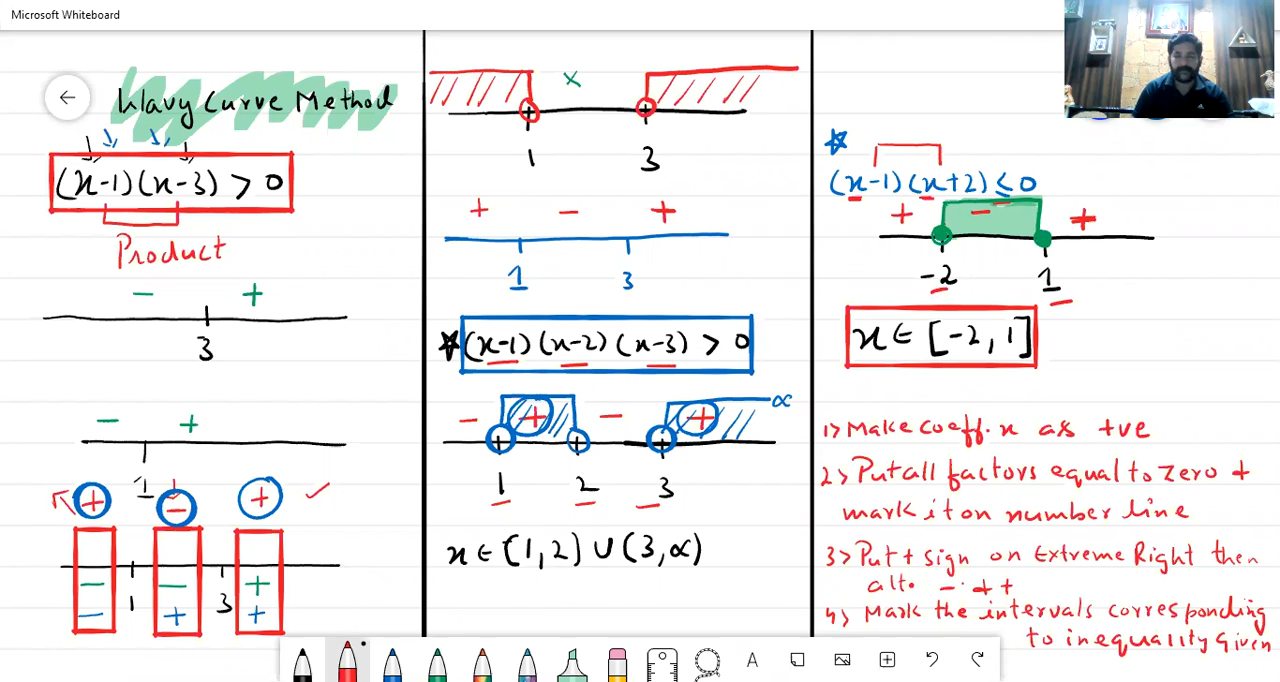 Microsoft Whiteboard
Wavy Curve Method
(x-1)(x-3) > 0
Product
- +
3
- +
1
+ - +
- - +
1 3
- + +
x
1 3
+ - +
1 3
(x-1)(x-2)(x-3) > 0
- + - + ∝
1 2 3
x ∈ (1,2) ∪ (3,∝)
(x-1)(x+2) ≤ 0
+ - +
-2 1
x ∈ [-2, 1]
1> Make coeff. x as +ve
2> Put all factors equal to zero +
mark it on number line
3> Put + sign on Extreme Right then
alt. - + +
4> Mark the intervals corresponding
to inequality given
A